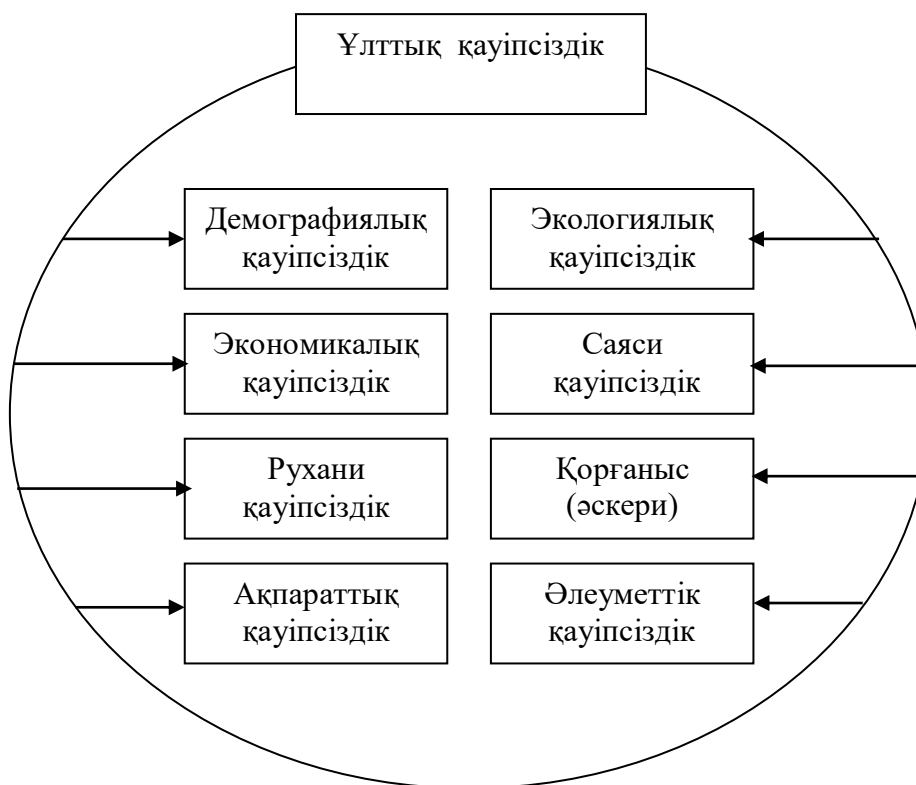 Ұлттық қауіпсіздік
Демографиялық
қауіпсіздік
Экологиялық
қауіпсіздік
Экономикалық
қауіпсіздік
Саяси
қауіпсіздік
Рухани
қауіпсіздік
Қорғаныс
(әскери)
Ақпараттық
қауіпсіздік
Әлеуметтік
қауіпсіздік